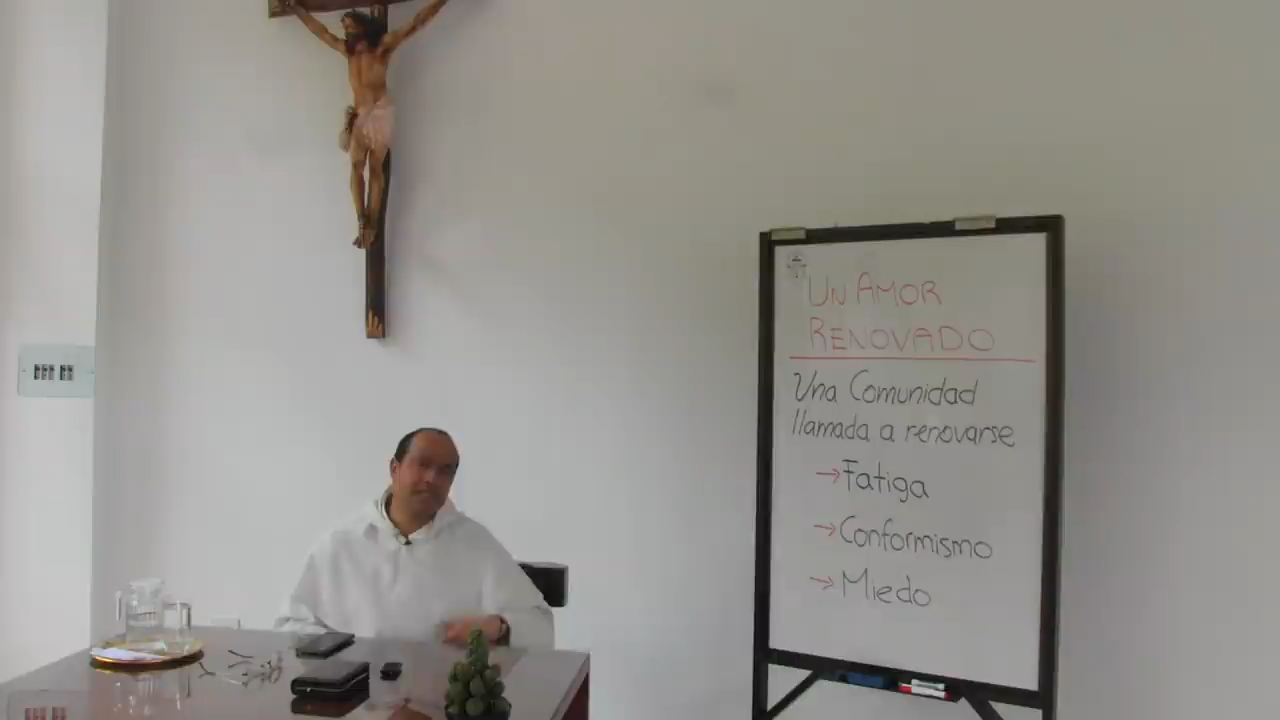 UN AMOR
RENOVADO
Una Comunidad
llamada a renovarse
→Fatiga
→Conformismo
→Miedo